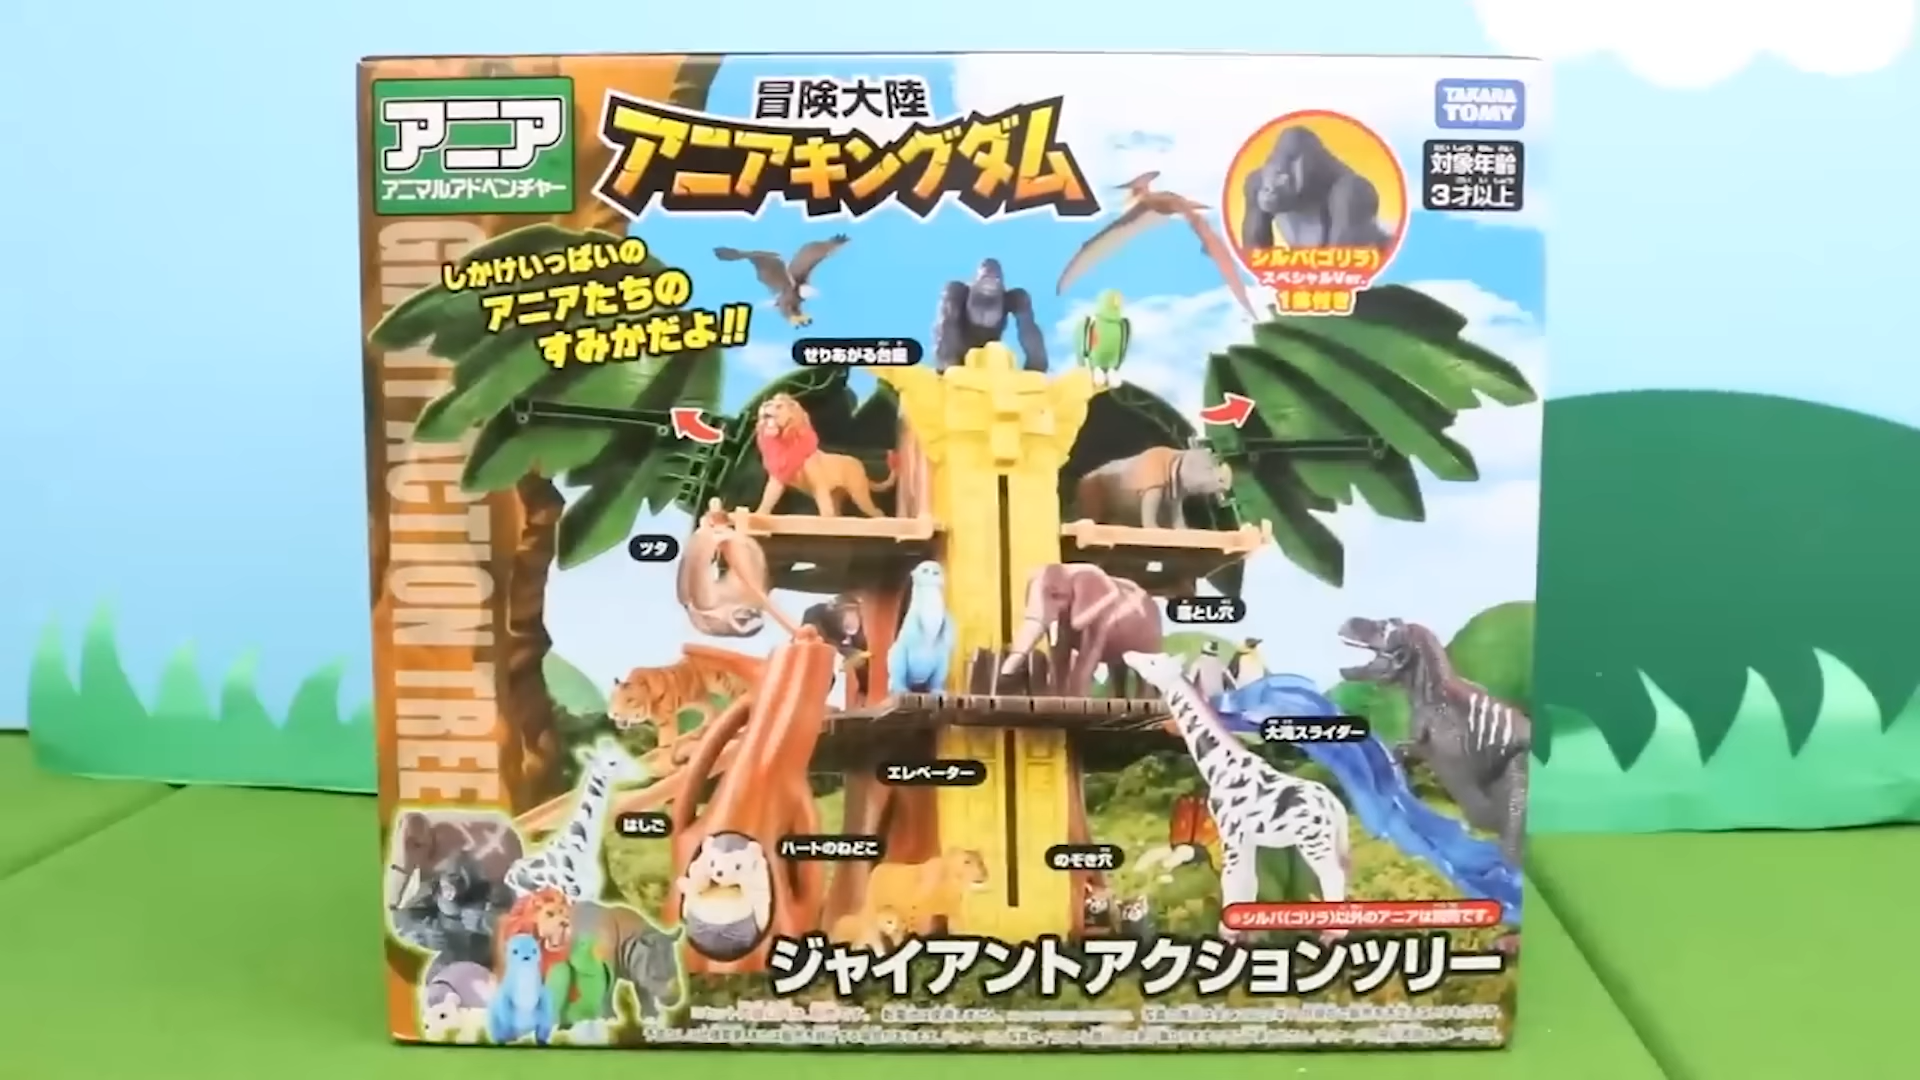 アニア
アニマルアドベンチャー
冒険大陸
アニアキングダム
TAKARA
TOMY
対象年齢
3才以上
シルバ(ゴリラ)
スペシャルVer.
1体付き
しかけいっぱいの
アニアたちの
すみかだよ!!
せりあがる台座
ツタ
落とし穴
大滝スライダー
エレベーター
はしご
ハートのねどこ
のぞき穴
※シルバ(ゴリラ)以外のアニアは別売です。
ジャイアントアクションツリー
GIANT ACTION TREE